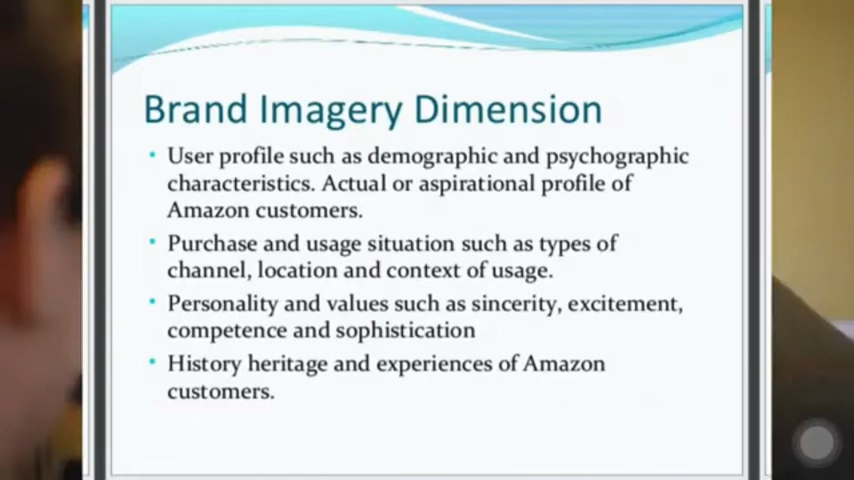 Brand Imagery Dimension
• User profile such as demographic and psychographic
characteristics. Actual or aspirational profile of
Amazon customers.
• Purchase and usage situation such as types of
channel, location and context of usage.
• Personality and values such as sincerity, excitement,
competence and sophistication
• History heritage and experiences of Amazon
customers.